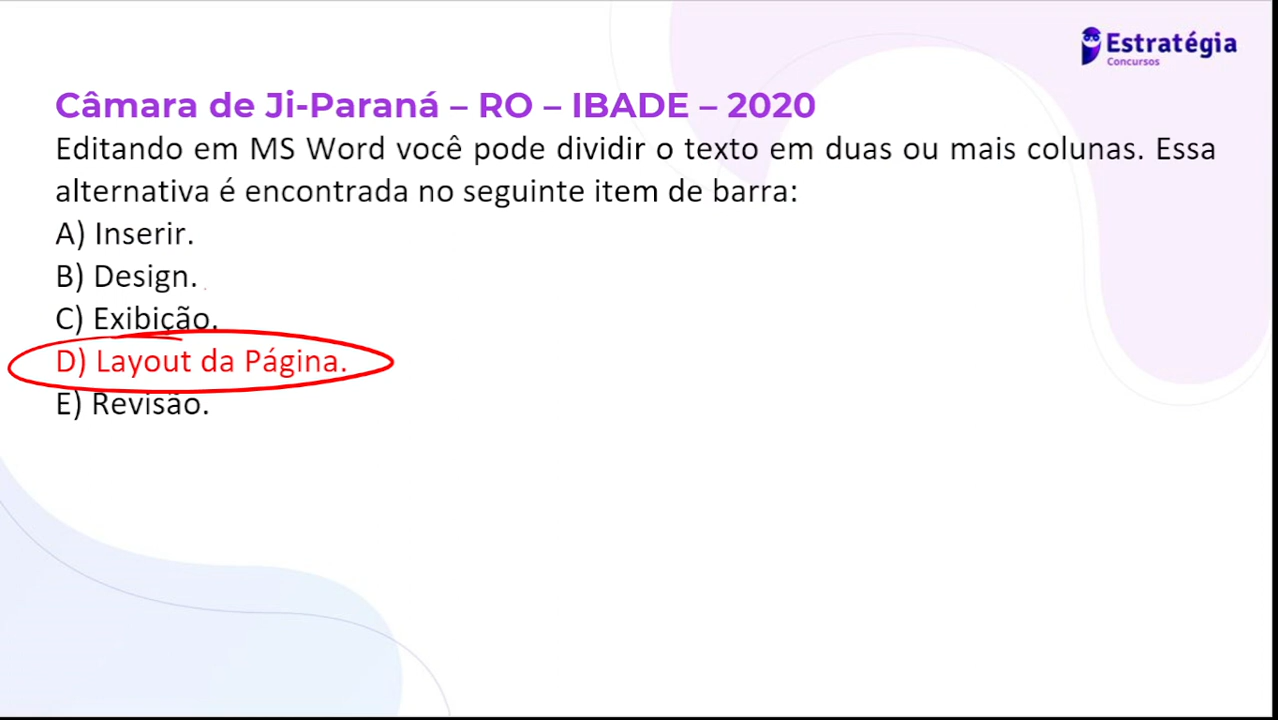 Estratégia
Concursos
Câmara de Ji-Paraná – RO – IBADE – 2020
Editando em MS Word você pode dividir o texto em duas ou mais colunas. Essa
alternativa é encontrada no seguinte item de barra:
A) Inserir.
B) Design.
C) Exibição.
D) Layout da Página.
E) Revisão.